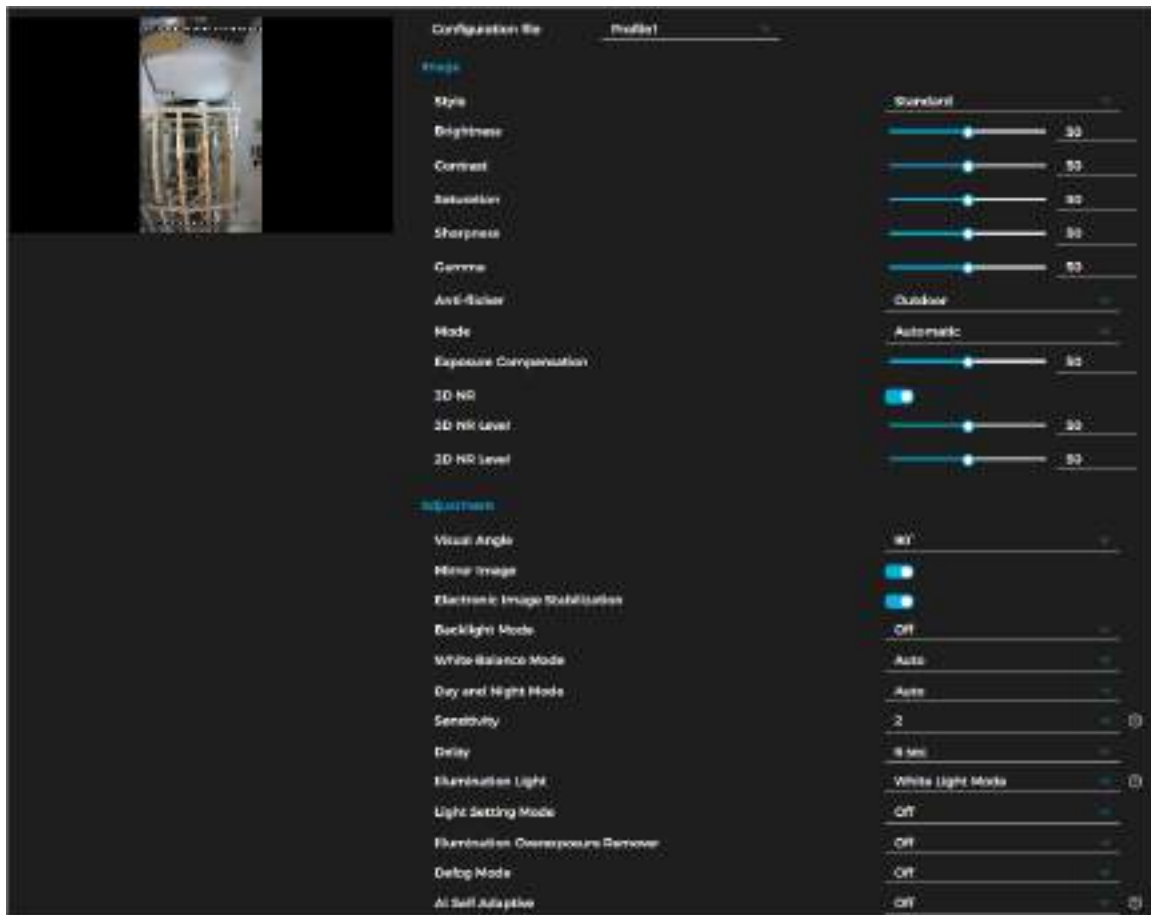 Configuration file Profile1
Image
Style Standard
Brightness 50
Contrast 50
Saturation 50
Sharpness 50
Gamma 50
Anti-flicker Outdoor
Mode Automatic
Exposure Compensation 50
3D NR
3D NR Level 50
2D NR Level 50
Adjustment
Visual Angle 90°
Mirror Image
Electronic Image Stabilization
Backlight Mode Off
White Balance Mode Auto
Day and Night Mode Auto
Sensitivity 2
Delay 6 sec
Illumination Light White Light Mode
Light Setting Mode Off
Illumination Overexposure Remover Off
Defog Mode Off
AI Self Adaptive Off